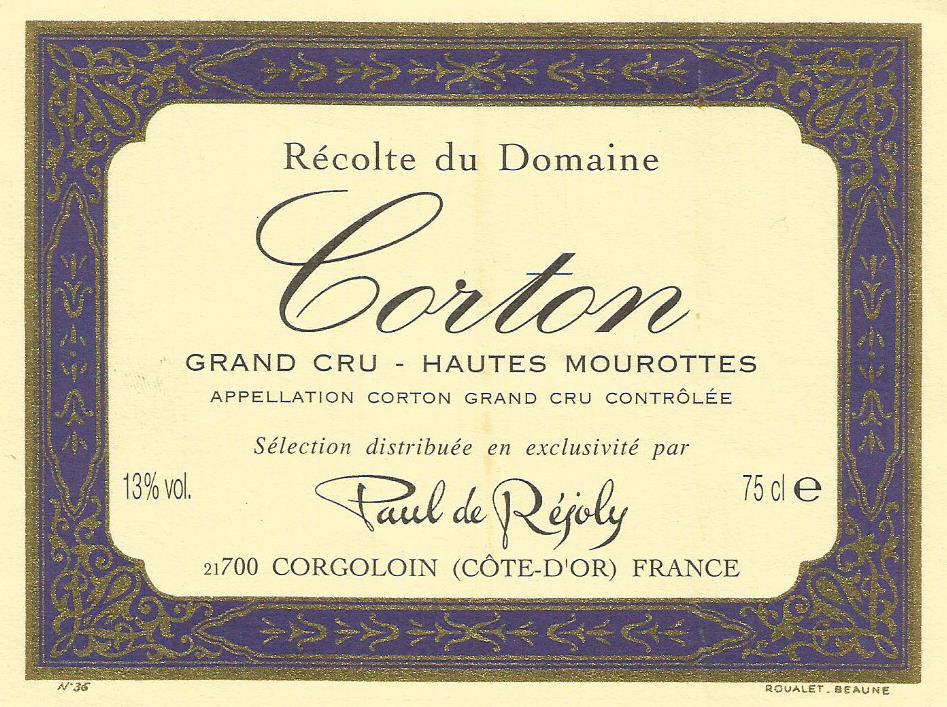 Récolte du Domaine
Corton
GRAND CRU - HAUTES MOUROTTES
APPELLATION CORTON GRAND CRU CONTRÔLÉE
Sélection distribuée en exclusivité par
13% vol.
Paul de Réjoly
75 cl e
21700 CORGOLOIN (CÔTE-D'OR) FRANCE
N° 36
ROUALET - BEAUNE